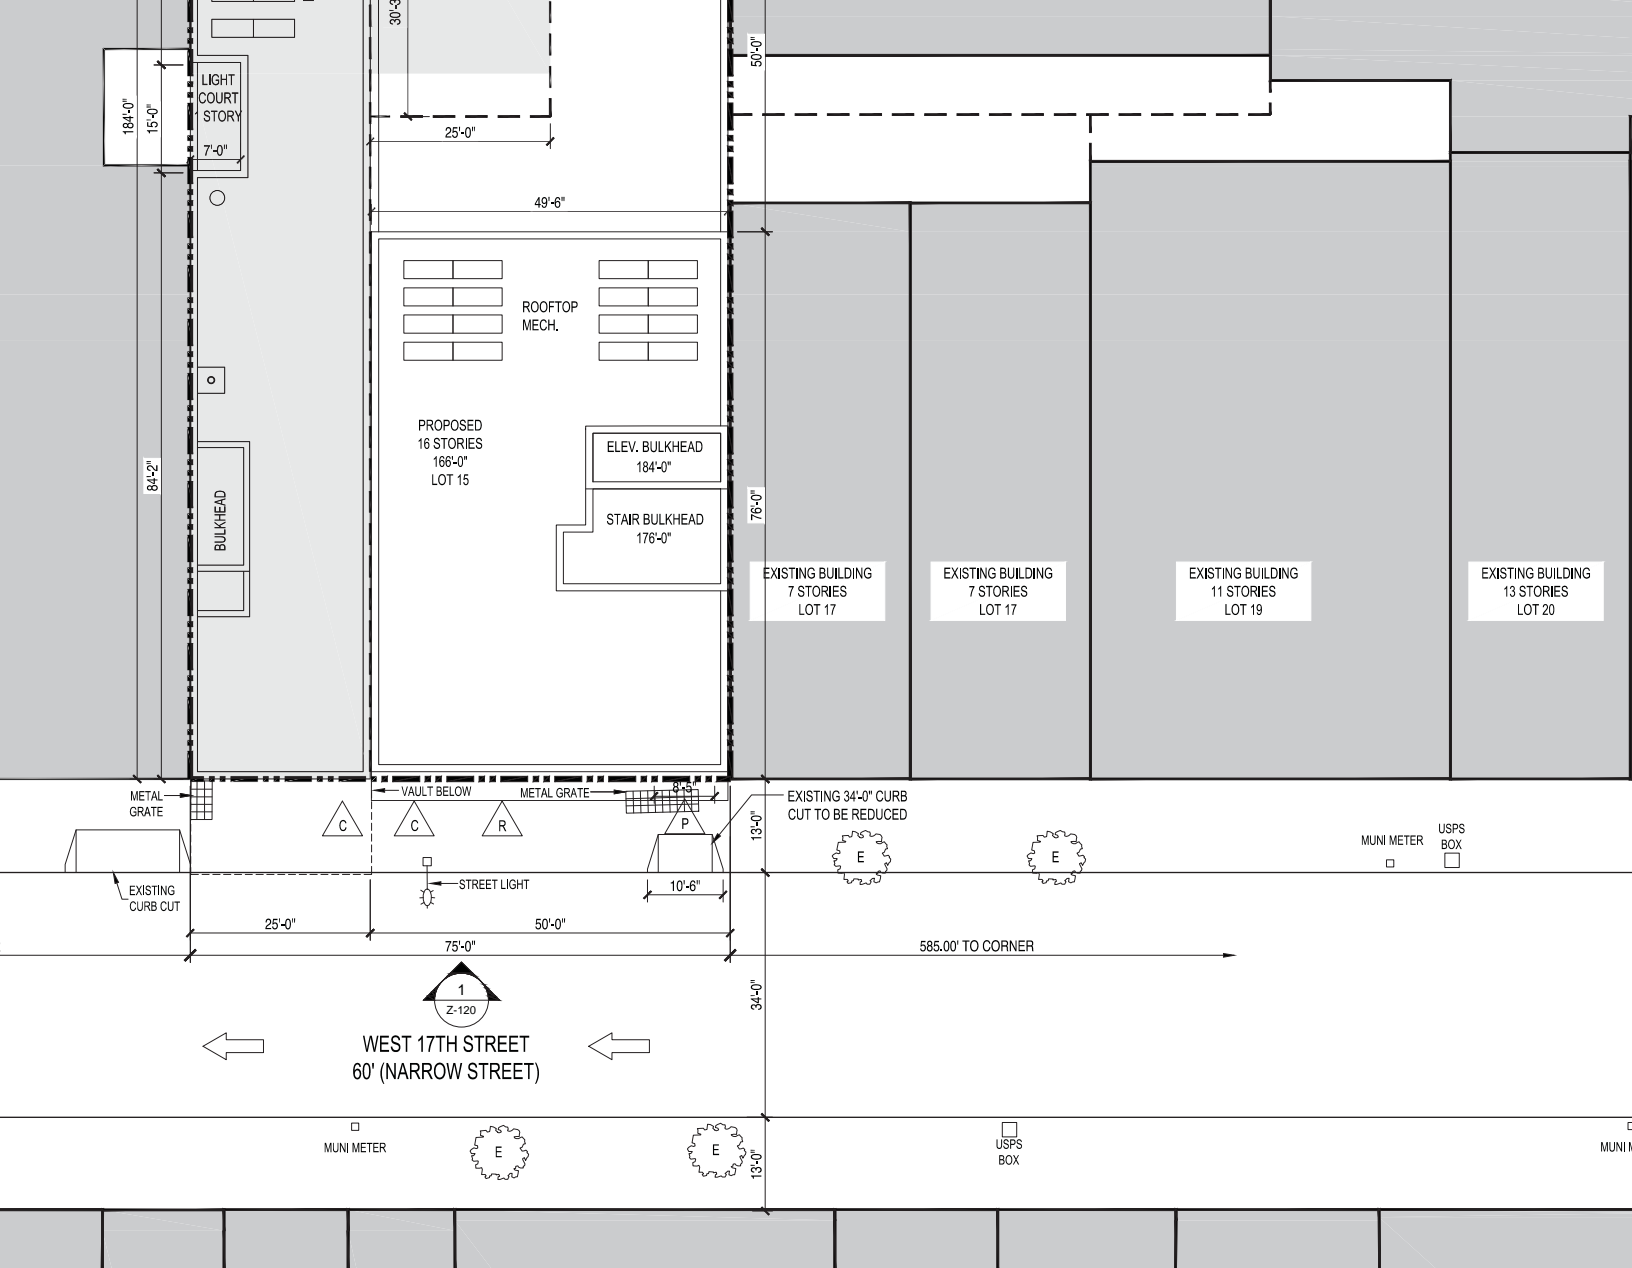 30'-3
50'-0"
LIGHT
COURT
1 STORY
184'-0"
15'-0"
7'-0"
25'-0"
49'-6"
ROOFTOP
MECH.
PROPOSED
16 STORIES
166'-0"
LOT 15
ELEV. BULKHEAD
184'-0"
STAIR BULKHEAD
176'-0"
84'-2"
BULKHEAD
76'-0"
EXISTING BUILDING
7 STORIES
LOT 17
EXISTING BUILDING
7 STORIES
LOT 17
EXISTING BUILDING
11 STORIES
LOT 19
EXISTING BUILDING
13 STORIES
LOT 20
METAL
GRATE
VAULT BELOW
METAL GRATE
8'-5"
EXISTING 34'-0" CURB
CUT TO BE REDUCED
C
C
R
P
13'-0"
E
E
MUNI METER
USPS
BOX
EXISTING
CURB CUT
STREET LIGHT
10'-6"
25'-0"
50'-0"
75'-0"
585.00' TO CORNER
1
Z-120
34'-0"
WEST 17TH STREET
60' (NARROW STREET)
MUNI METER
E
E
13'-0"
USPS
BOX
MUNI M